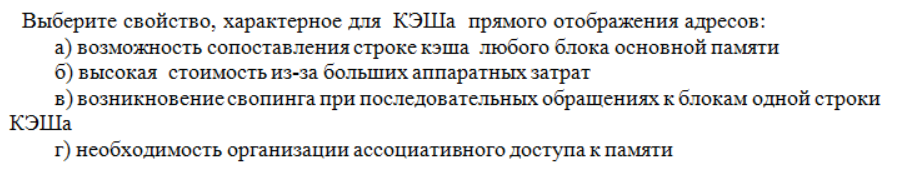 Выберите свойство, характерное для КЭШа прямого отображения адресов:
а) возможность сопоставления строке кэша любого блока основной памяти
б) высокая стоимость из-за больших аппаратных затрат
в) возникновение свопинга при последовательных обращениях к блокам одной строки
КЭШа
г) необходимость организации ассоциативного доступа к памяти